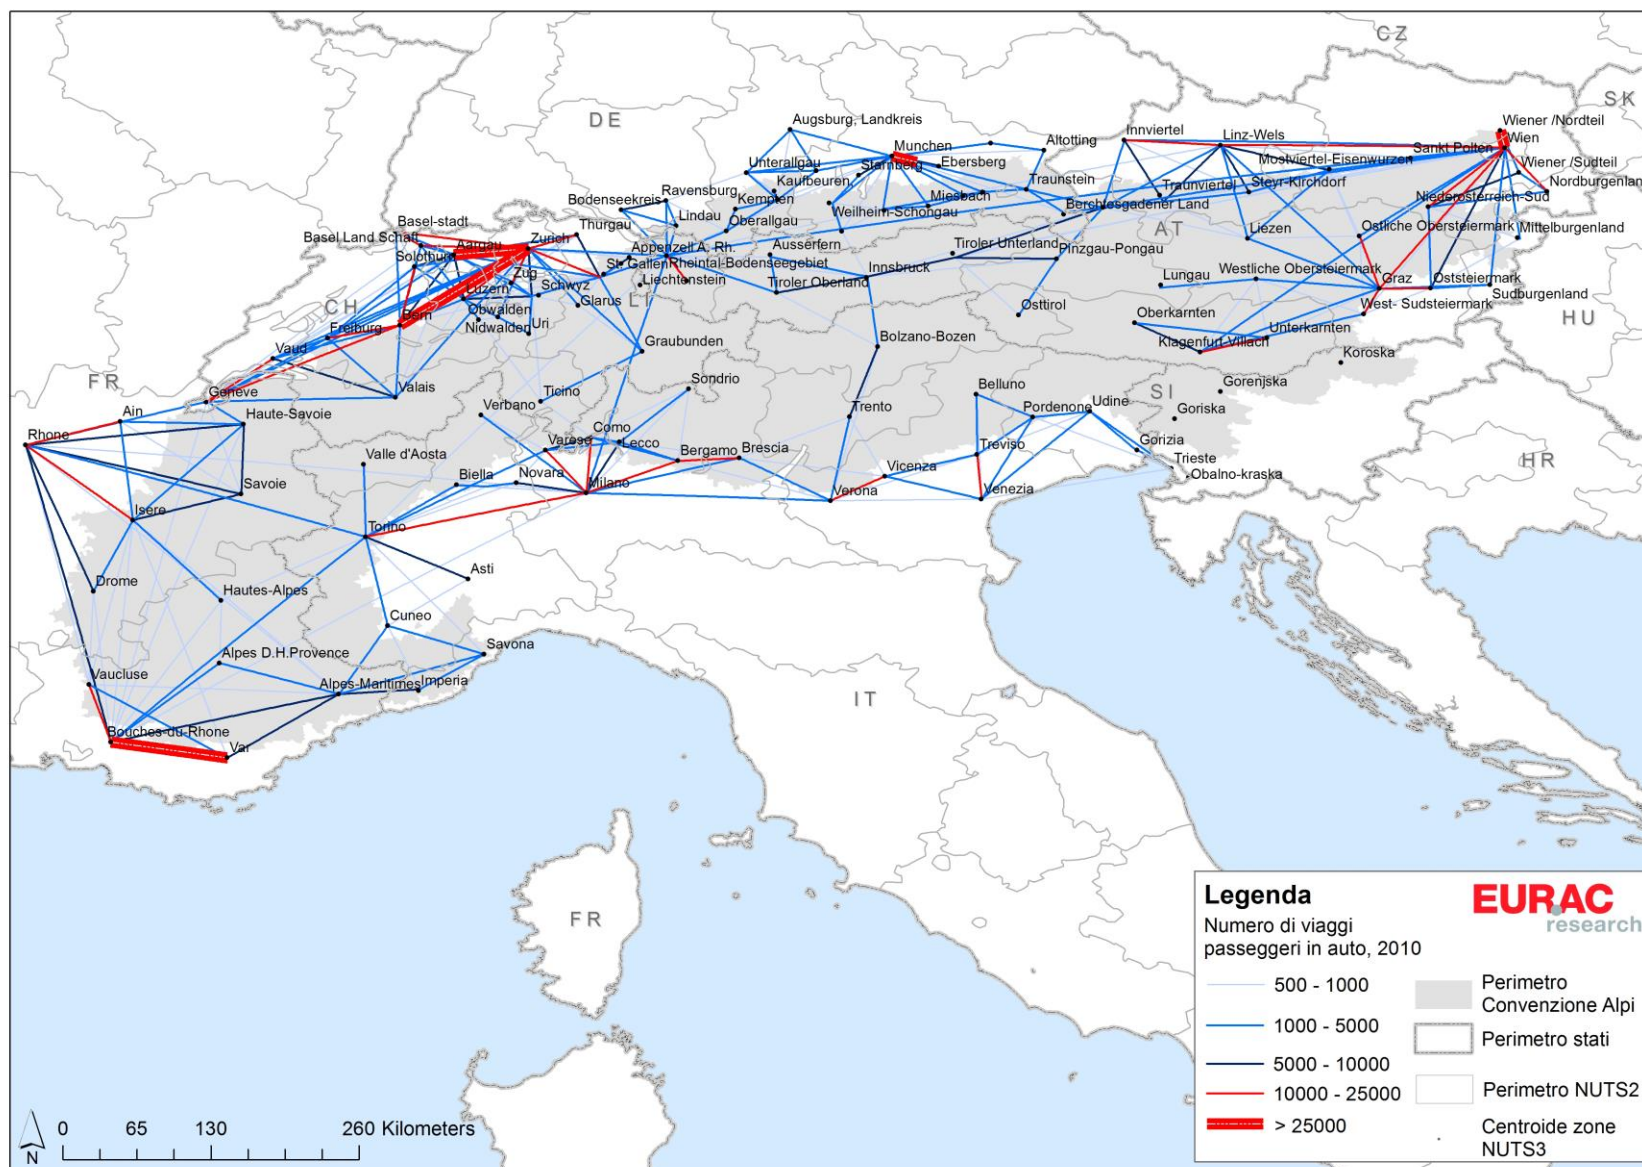 CZ
SK
DE
Augsburg, Landkreis
Munchen
Altotting
Innviertel
Linz-Wels
Wiener /Nordteil
Wien
Sankt Polten
Starnberg
Ebersberg
Unterallgau
Kaufbeuren
Mostviertel-Eisenwurzen
Wiener /Sudteil
Traunstein
Traunviertel
Steyr-Kirchdorf
Nordburgenland
Ravensburg
Kempten
Miesbach
Niederosterreich-Sud
Bodenseekreis
Weilheim-Schongau
Berchtesgadener Land
Basel-stadt
Lindau
Oberallgau
Thurgau
AT
Liezen
Ostliche Obersteiermark
Mittelburgenland
Basel Land Schaft
Aargau
Zurich
Appenzell A. Rh.
Ausserfern
Tiroler Unterland
Pinzgau-Pongau
Solothurn
St. Gallen
Rheintal-Bodenseegebiet
Zug
Liechtenstein
Innsbruck
Lungau
Westliche Obersteiermark
Graz
Oststeiermark
Luzern
Schwyz
Tiroler Oberland
Sudburgenland
CH
Obwalden
Glarus
LI
Osttirol
West- Sudsteiermark
Bern
Nidwalden
Uri
Oberkarnten
HU
Freiburg
Unterkarnten
Vaud
Graubunden
Bolzano-Bozen
Klagenfurt-Villach
Koroska
FR
Geneve
Valais
Ticino
Sondrio
Belluno
SI
Gorenjska
Ain
Haute-Savoie
Verbano
Trento
Pordenone
Udine
Goriska
Rhone
Como
Varese
Lecco
Bergamo
Brescia
Treviso
Gorizia
Valle d'Aosta
Biella
Novara
Vicenza
Trieste
HR
Savoie
Milano
Verona
Venezia
Obalno-kraska
Isere
Torino
Asti
Drome
Hautes-Alpes
Cuneo
Alpes D.H.Provence
Savona
Vaucluse
Alpes-Maritimes
Imperia
IT
Bouches-du-Rhone
Var
FR
Legenda
EURAC
research
Numero di viaggi
passeggeri in auto, 2010
500 - 1000
1000 - 5000
5000 - 10000
10000 - 25000
> 25000
Perimetro
Convenzione Alpi
Perimetro stati
Perimetro NUTS2
Centroide zone
NUTS3
N
0 65 130 260 Kilometers